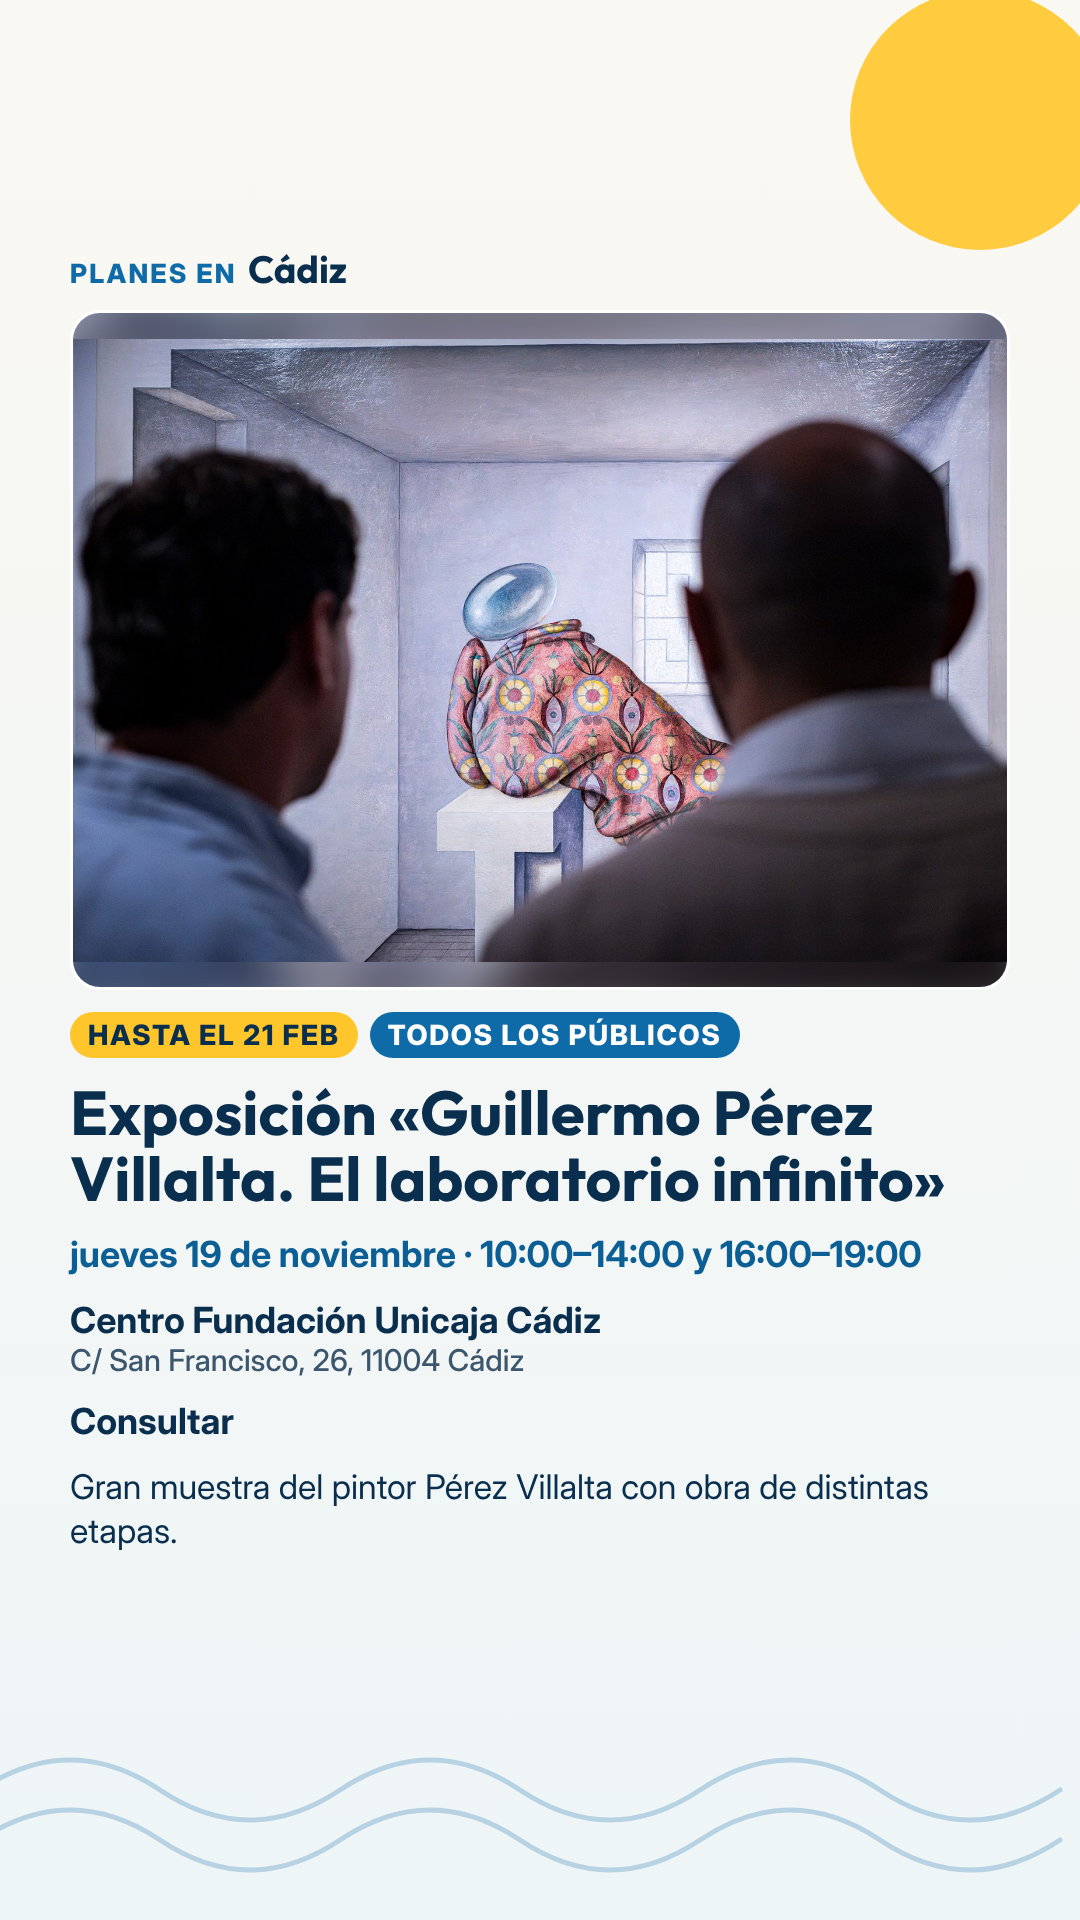 PLANES EN Cádiz
HASTA EL 21 FEB
TODOS LOS PÚBLICOS
Exposición «Guillermo Pérez
Villalta. El laboratorio infinito»
jueves 19 de noviembre · 10:00–14:00 y 16:00–19:00
Centro Fundación Unicaja Cádiz
C/ San Francisco, 26, 11004 Cádiz
Consultar
Gran muestra del pintor Pérez Villalta con obra de distintas
etapas.